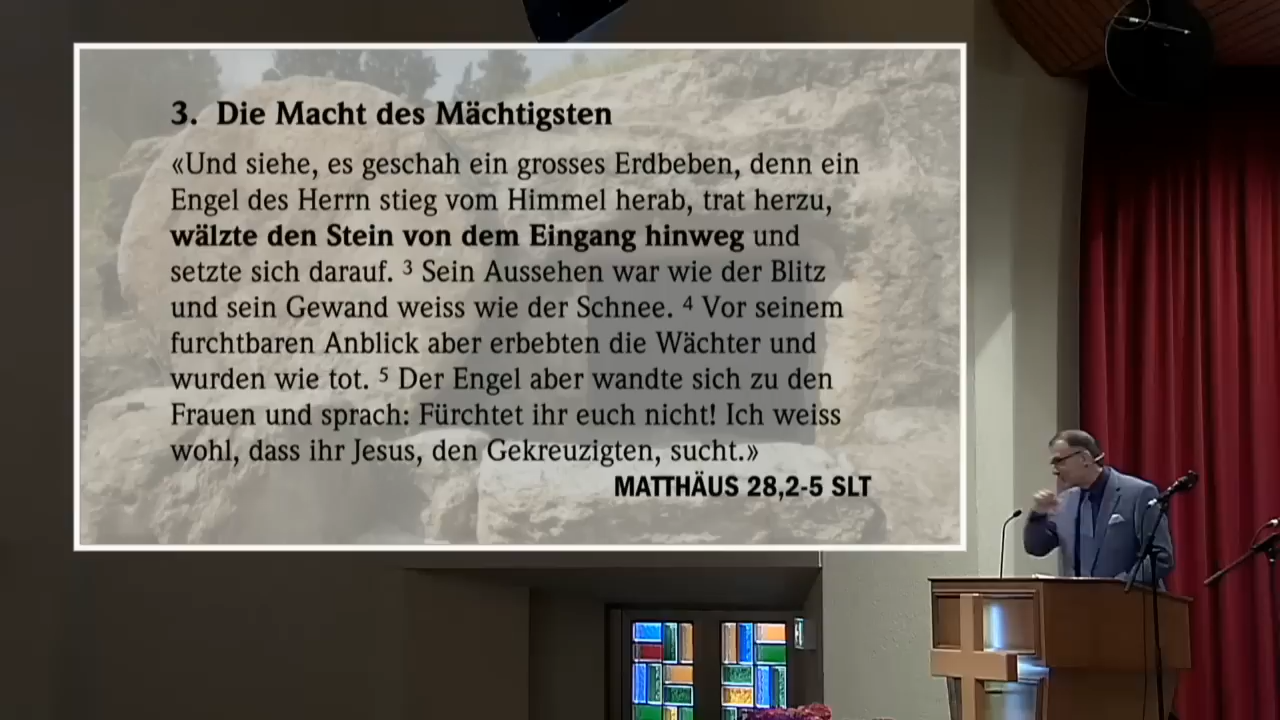 3. Die Macht des Mächtigsten
«Und siehe, es geschah ein grosses Erdbeben, denn ein
Engel des Herrn stieg vom Himmel herab, trat herzu,
wälzte den Stein von dem Eingang hinweg und
setzte sich darauf. ³ Sein Aussehen war wie der Blitz
und sein Gewand weiss wie der Schnee. ⁴ Vor seinem
furchtbaren Anblick aber erbebten die Wächter und
wurden wie tot. ⁵ Der Engel aber wandte sich zu den
Frauen und sprach: Fürchtet ihr euch nicht! Ich weiss
wohl, dass ihr Jesus, den Gekreuzigten, sucht.»
MATTHÄUS 28,2-5 SLT